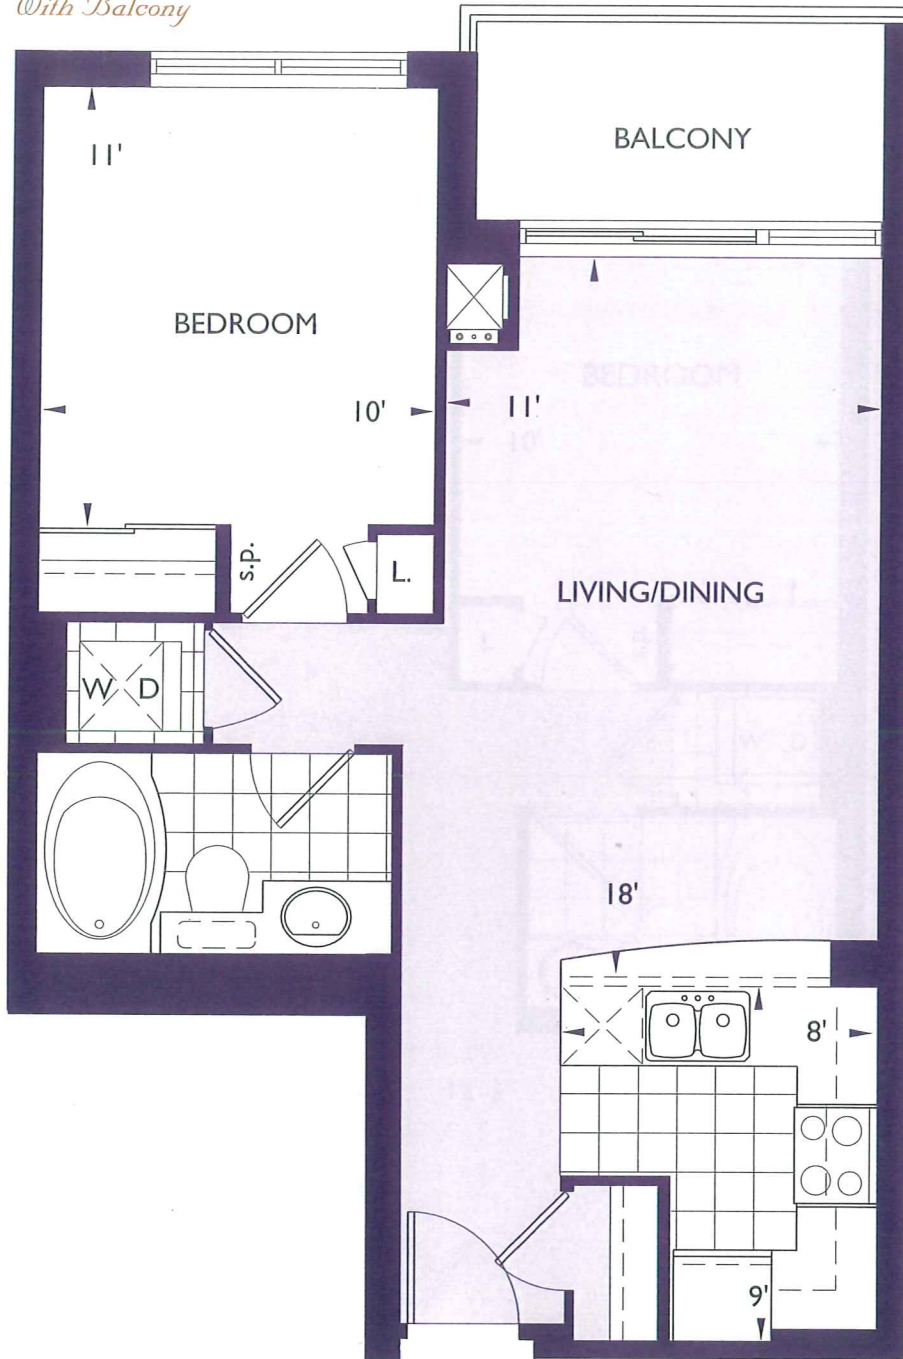 With Balcony
BALCONY
11'
BEDROOM
10'
11'
s.p.
L.
LIVING/DINING
W D
18'
8'
9'